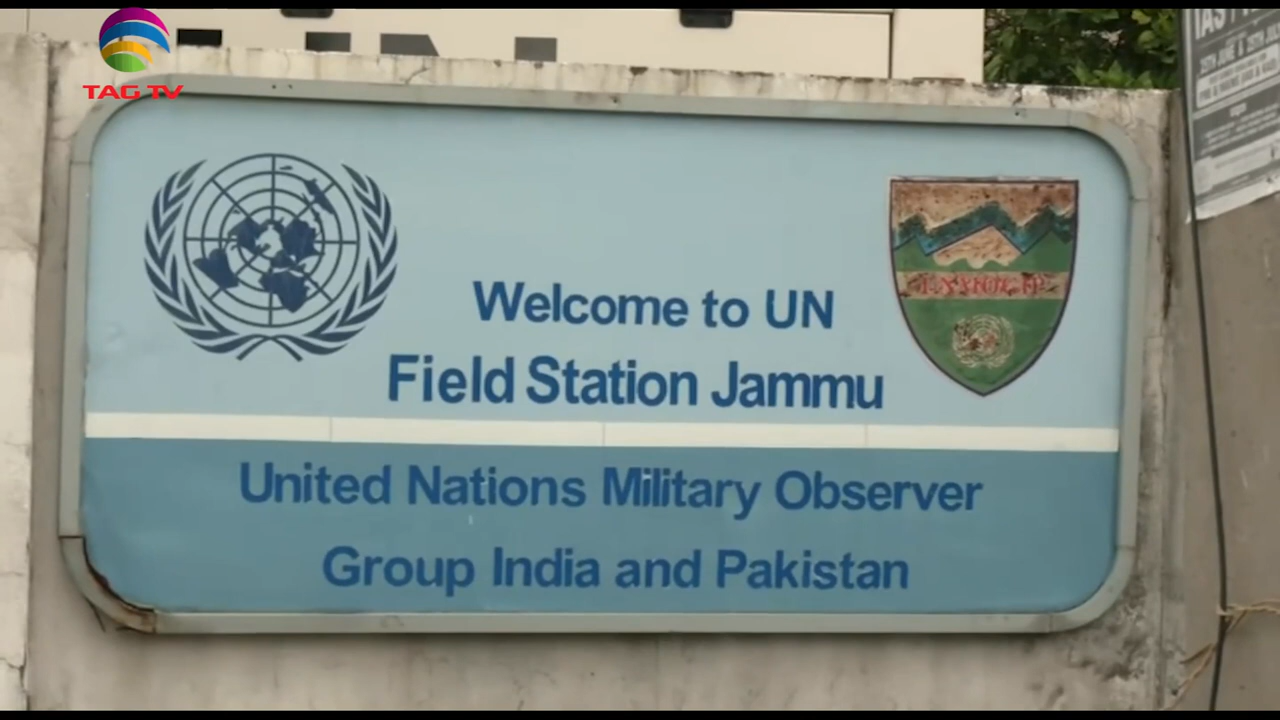 TAG TV
Welcome to UN
Field Station Jammu
United Nations Military Observer
Group India and Pakistan